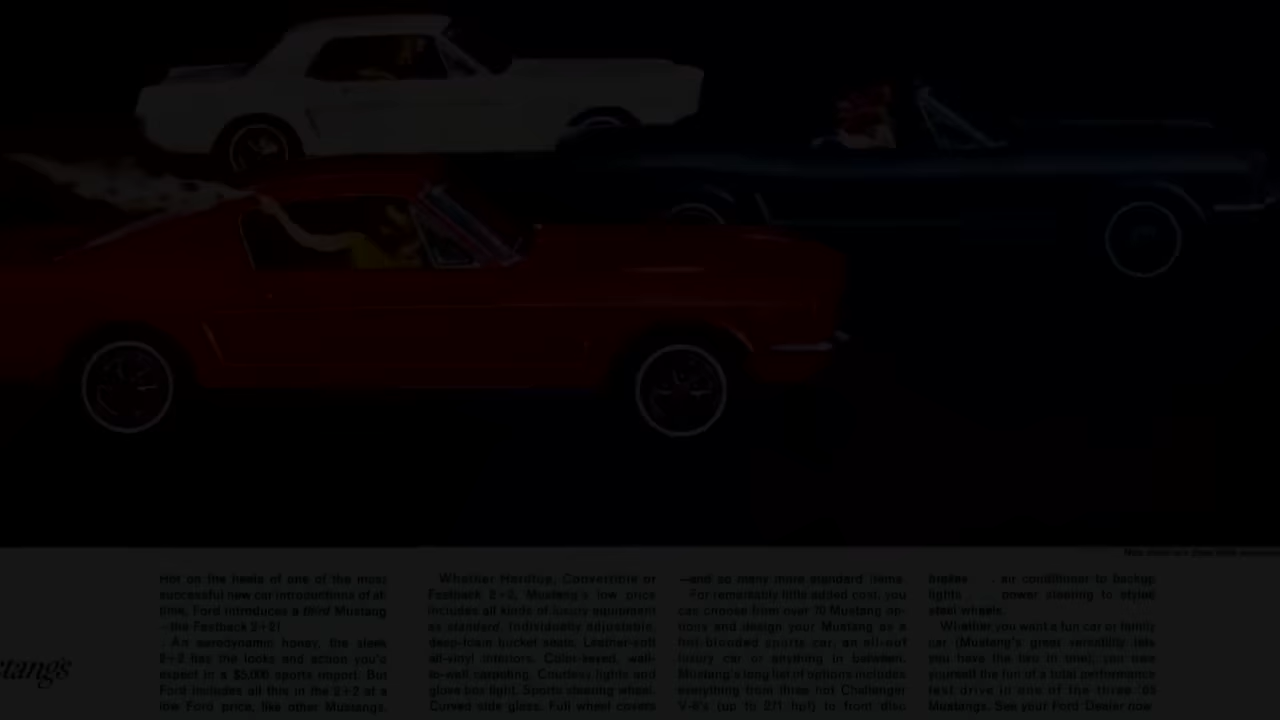 Hot on the heels of one of the most
successful new car introductions of all
time, Ford introduces a third Mustang
—the Fastback 2+2!
An aerodynamic honey, the sleek
2+2 has the looks and action you'd
expect in a $5,000 sports import. But
Ford includes all this in the 2+2 at a
low Ford price, like other Mustangs.
Whether Hardtop, Convertible or
Fastback 2+2, Mustang's low price
includes all kinds of luxury equipment
as standard. Individually adjustable,
deep-foam bucket seats. Leather-soft
all-vinyl interiors. Color-keyed, wall-
to-wall carpeting. Courtesy lights and
glove box light. Sports steering wheel.
Curved side glass. Full wheel covers
—and so many more standard items.
For remarkably little added cost, you
can choose from over 70 Mustang op-
tions and design your Mustang as a
hot-blooded sports car, an all-out
luxury car or anything in between.
Mustang's long list of options includes
everything from three hot Challenger
V-8's (up to 271 hp!) to front disc
brakes . . . air conditioner to backup
lights . . . power steering to styled
steel wheels.
Whether you want a fun car or family
car (Mustang's great versatility lets
you have the two in one), you owe
yourself the fun of a total performance
test drive in one of the three '65
Mustangs. See your Ford Dealer now
stangs